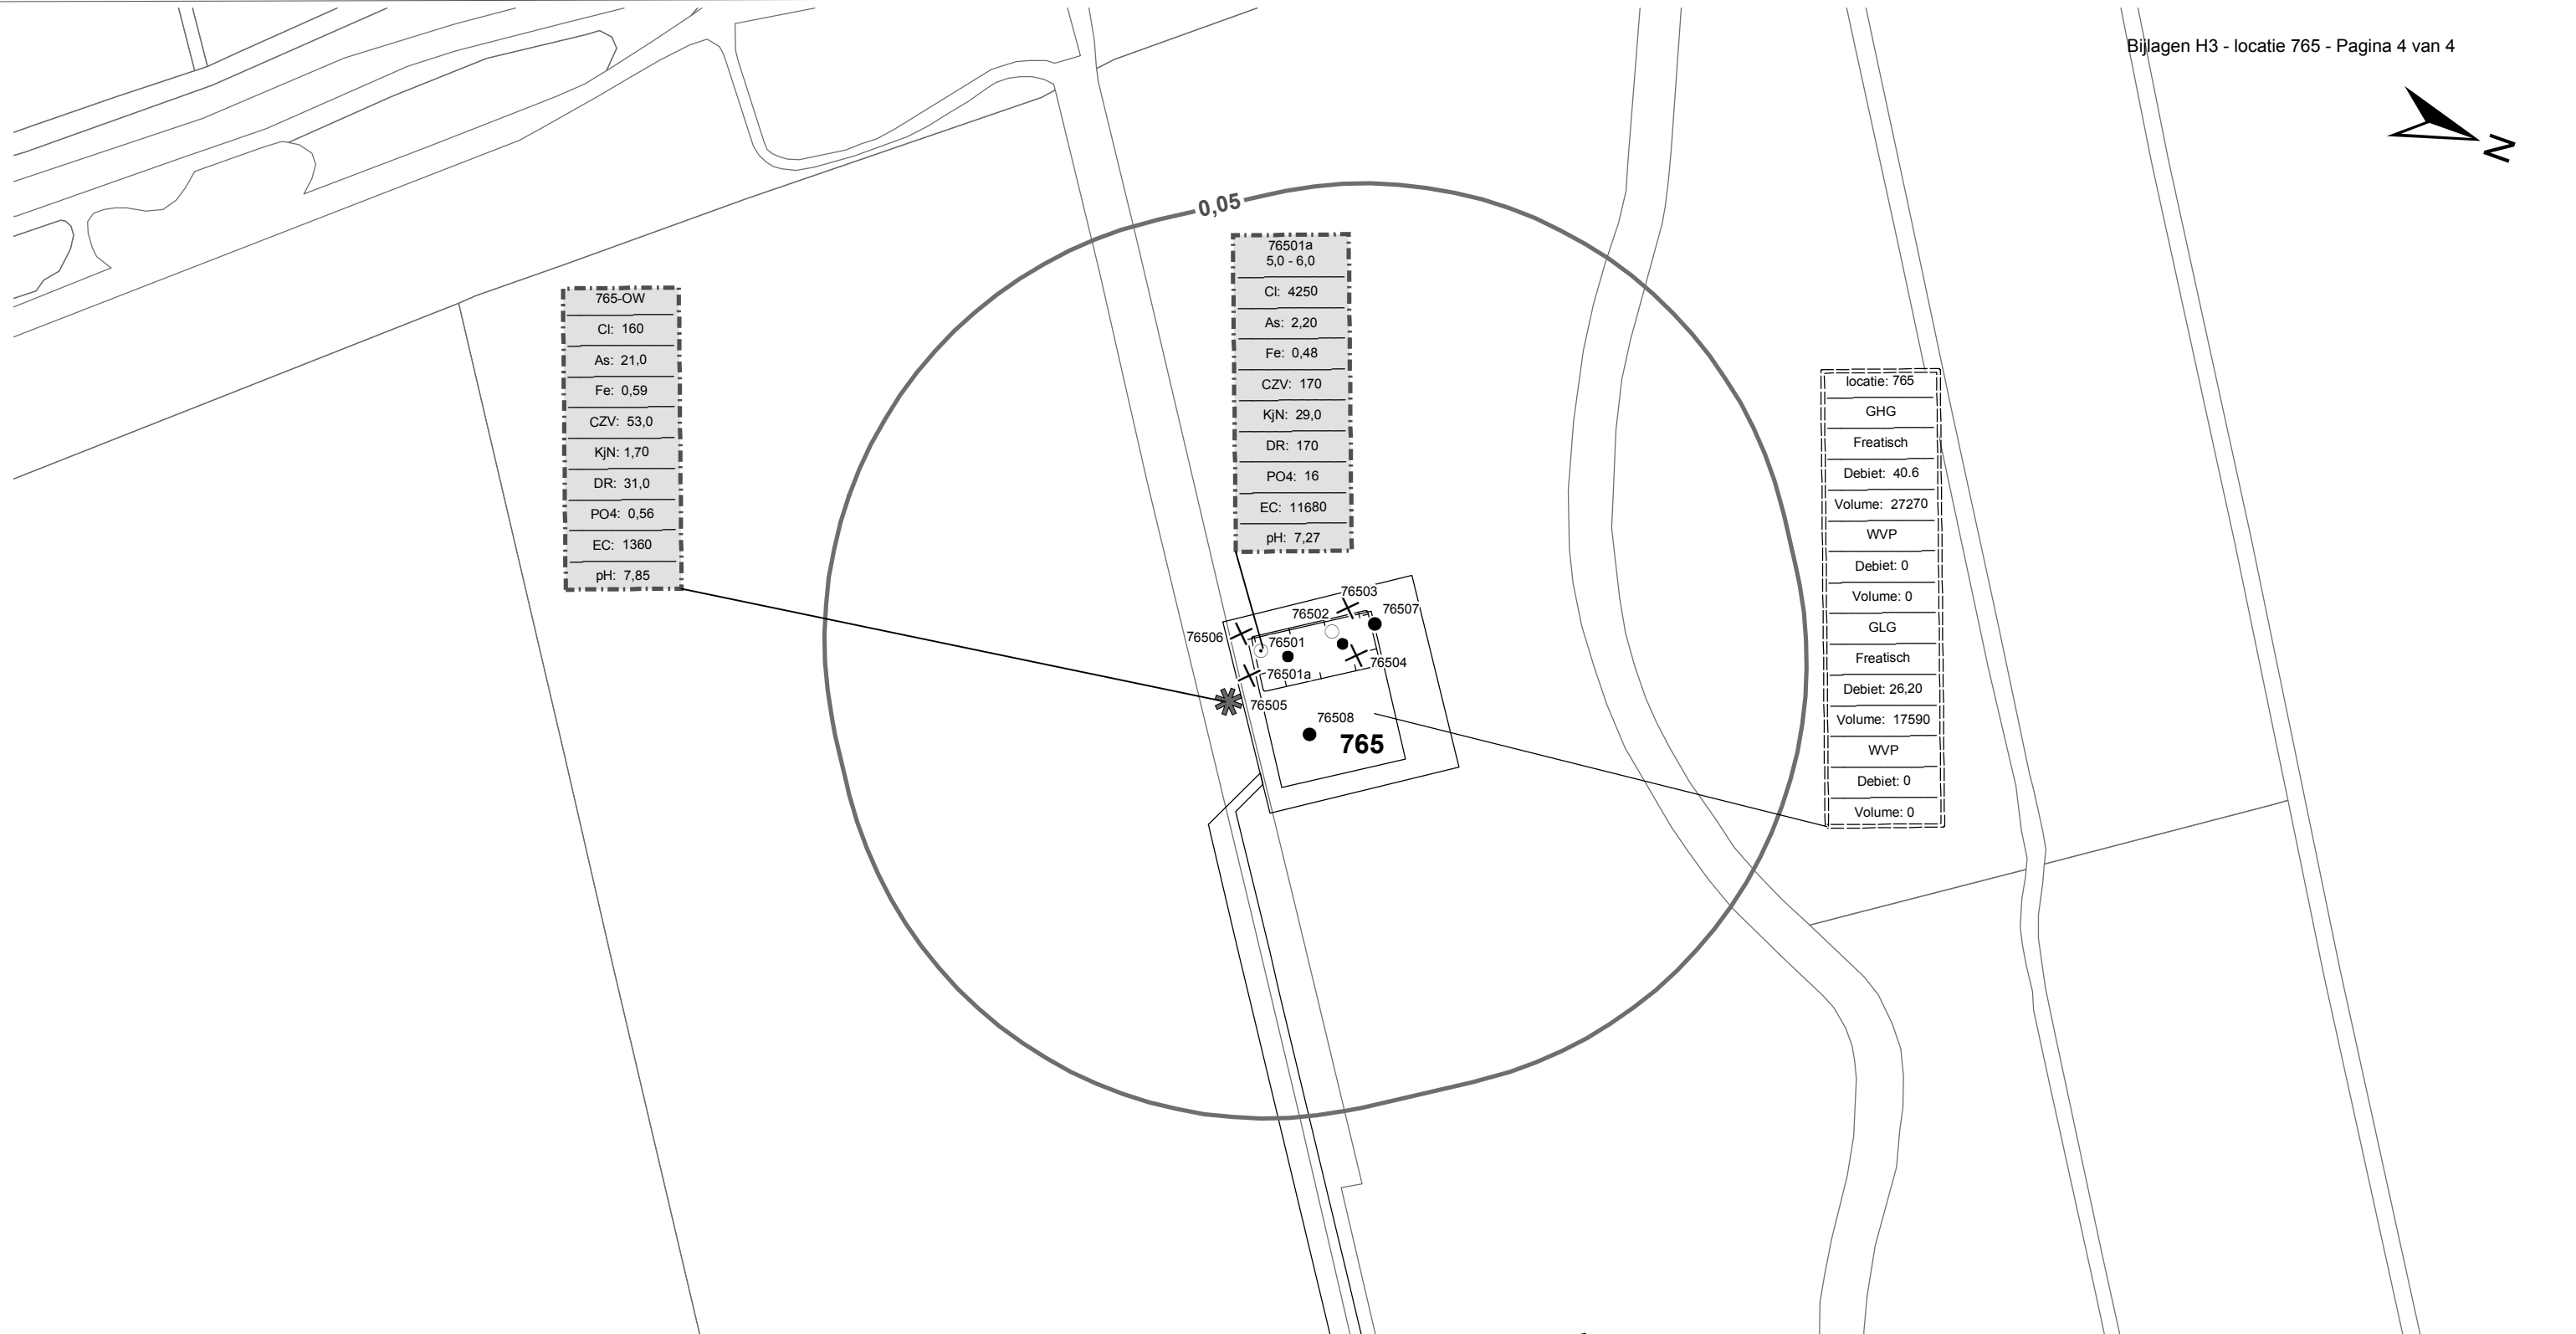 Bijlagen H3 - locatie 765 - Pagina 4 van 4
N
0,05
765-OW
Cl: 160
As: 21,0
Fe: 0,59
CZV: 53,0
KjN: 1,70
DR: 31,0
PO4: 0,56
EC: 1360
pH: 7,85
76501a
5,0 - 6,0
Cl: 4250
As: 2,20
Fe: 0,48
CZV: 170
KjN: 29,0
DR: 170
PO4: 16
EC: 11680
pH: 7,27
locatie: 765
GHG
Freatisch
Debiet: 40.6
Volume: 27270
WVP
Debiet: 0
Volume: 0
GLG
Freatisch
Debiet: 26,20
Volume: 17590
WVP
Debiet: 0
Volume: 0
76503
76502
76507
76506
76501
76504
76501a
76505
76508
765